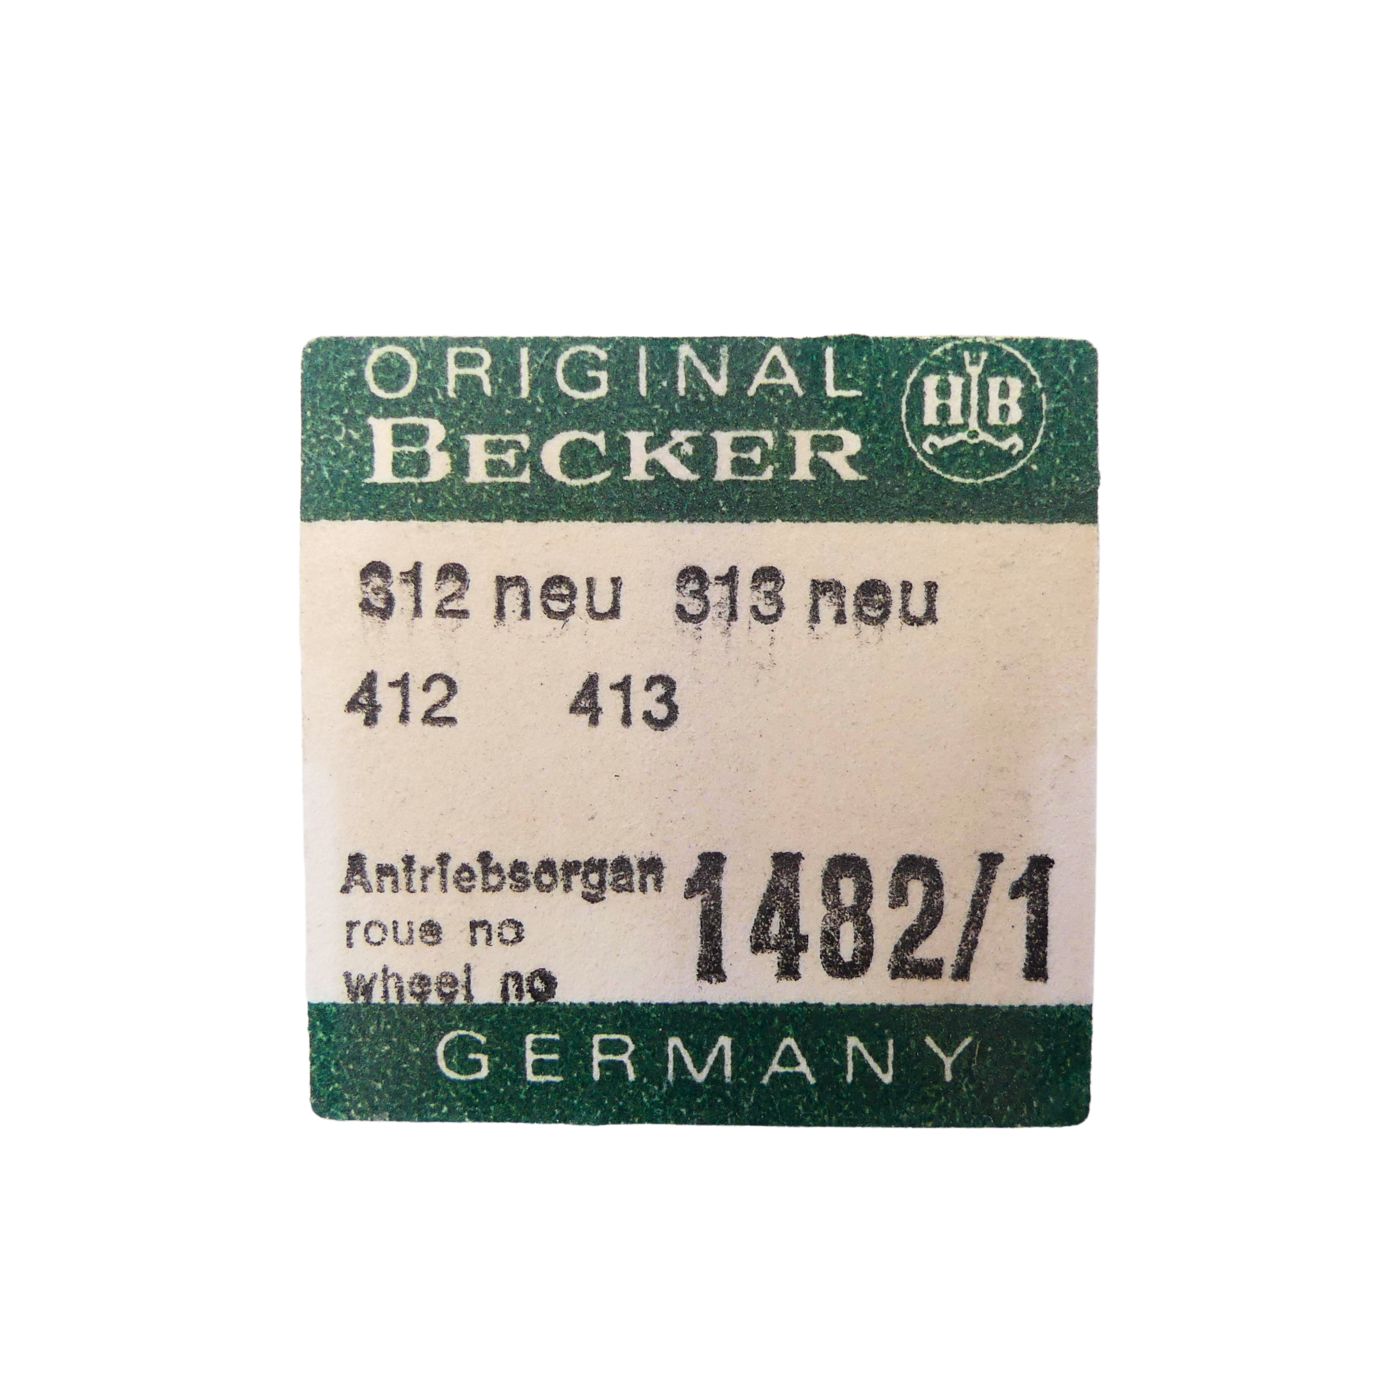 ORIGINAL
BECKER
HB
312 neu 313 neu
412 413
Antriebsorgan
roue no
wheel no
1482/1
GERMANY